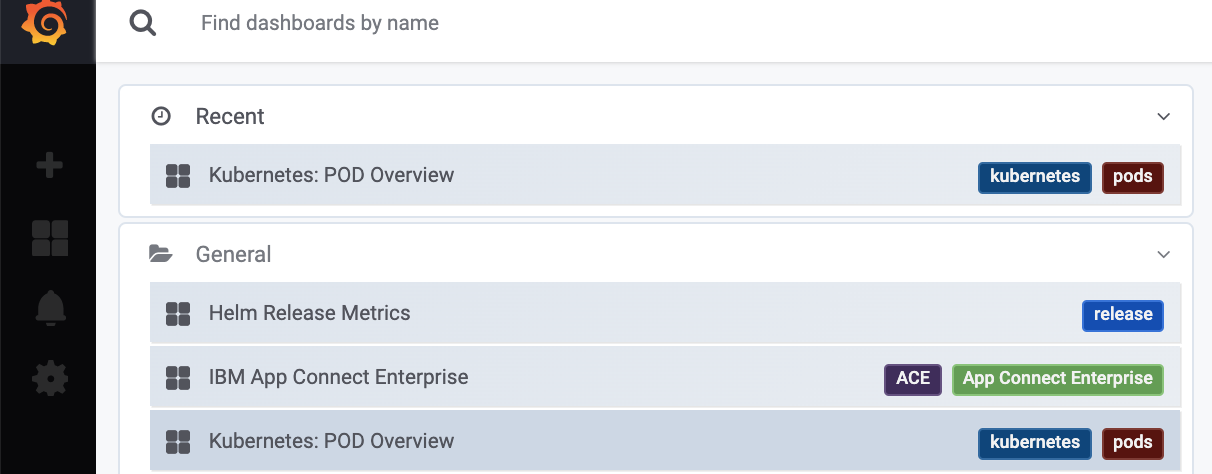 Find dashboards by name
Recent
Kubernetes: POD Overview kubernetes pods
General
Helm Release Metrics release
IBM App Connect Enterprise ACE App Connect Enterprise
Kubernetes: POD Overview kubernetes pods